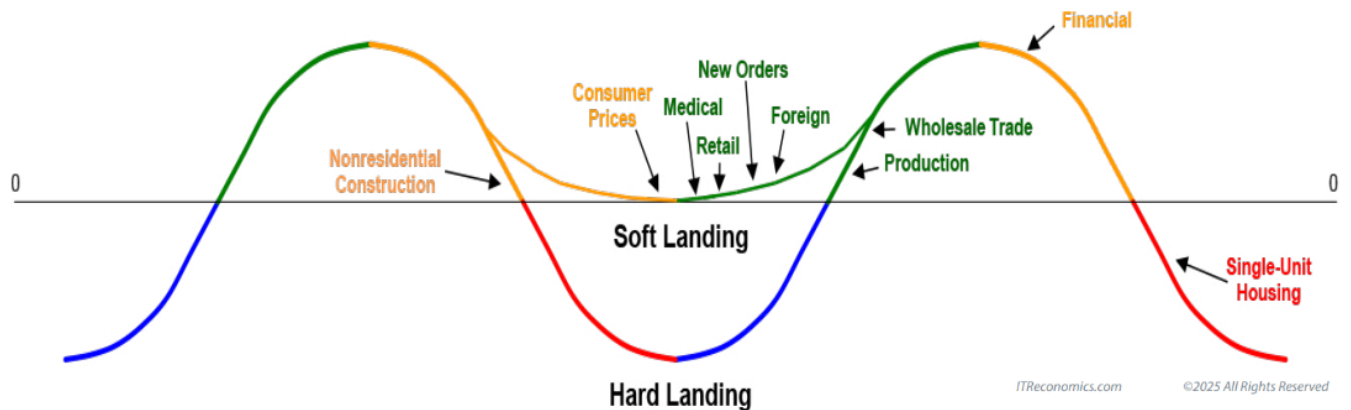 Financial
New Orders
Consumer
Prices
Medical
Foreign
Retail
Wholesale Trade
Nonresidential
Construction
Production
0
0
Soft Landing
Single-Unit
Housing
Hard Landing
ITReconomics.com
©2025 All Rights Reserved